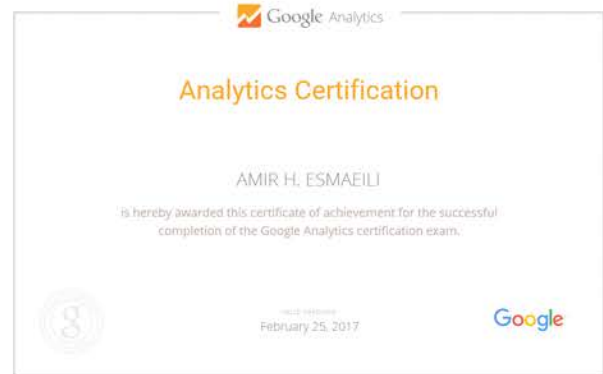 Google Analytics
Analytics Certification
AMIR H. ESMAEILI
is hereby awarded this certificate of achievement for the successful
completion of the Google Analytics certification exam.
g
February 25, 2017
Google